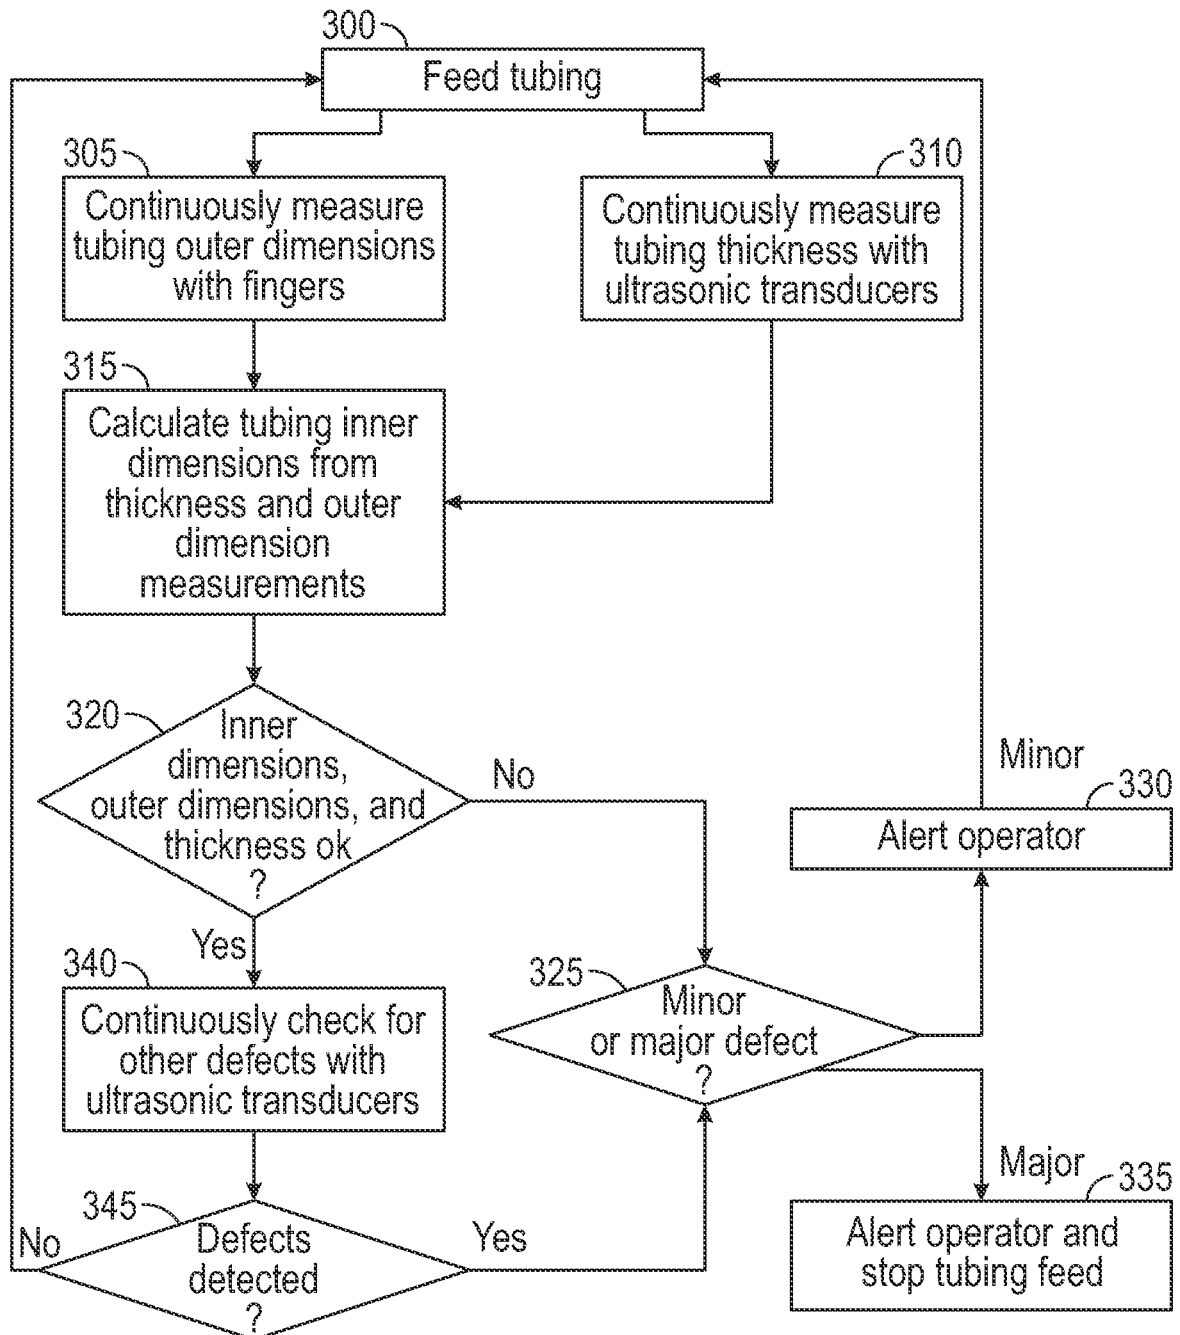 300
Feed tubing
305
Continuously measure
tubing outer dimensions
with fingers
310
Continuously measure
tubing thickness with
ultrasonic transducers
315
Calculate tubing inner
dimensions from
thickness and outer
dimension
measurements
320
Inner
dimensions,
outer dimensions, and
thickness ok
?
No
Yes
Minor
330
Alert operator
325
Minor
or major defect
?
340
Continuously check for
other defects with
ultrasonic transducers
Major
335
Alert operator and
stop tubing feed
345
Defects
detected
?
No
Yes